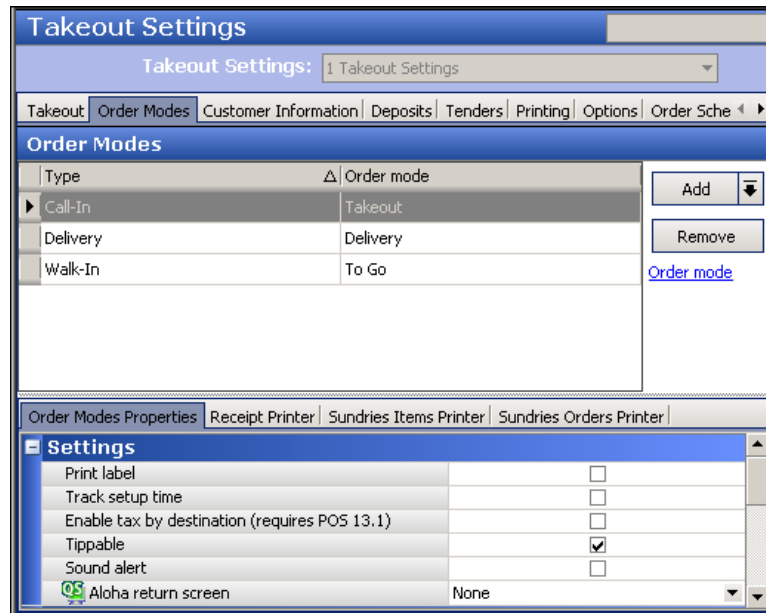 Takeout Settings
Takeout Settings: 1 Takeout Settings
Takeout Order Modes Customer Information Deposits Tenders Printing Options Order Sche
Order Modes
Type Order mode
Call-In Takeout
Add
Delivery Delivery
Remove
Walk-In To Go
Order mode
Order Modes Properties Receipt Printer Sundries Items Printer Sundries Orders Printer
Settings
Print label
Track setup time
Enable tax by destination (requires POS 13.1)
Tippable
Sound alert
QS Aloha return screen None